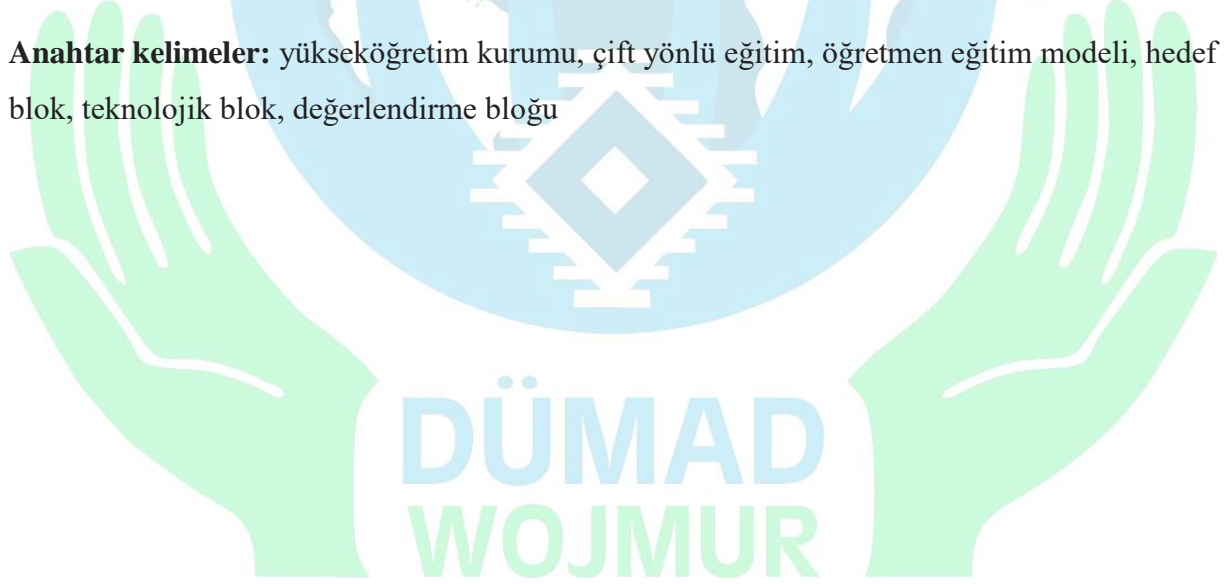 Anahtar kelimeler: yükseköğretim kurumu, çift yönlü eğitim, öğretmen eğitim modeli, hedef
blok, teknolojik blok, değerlendirme bloğu
DÜMAD
WOJMUR